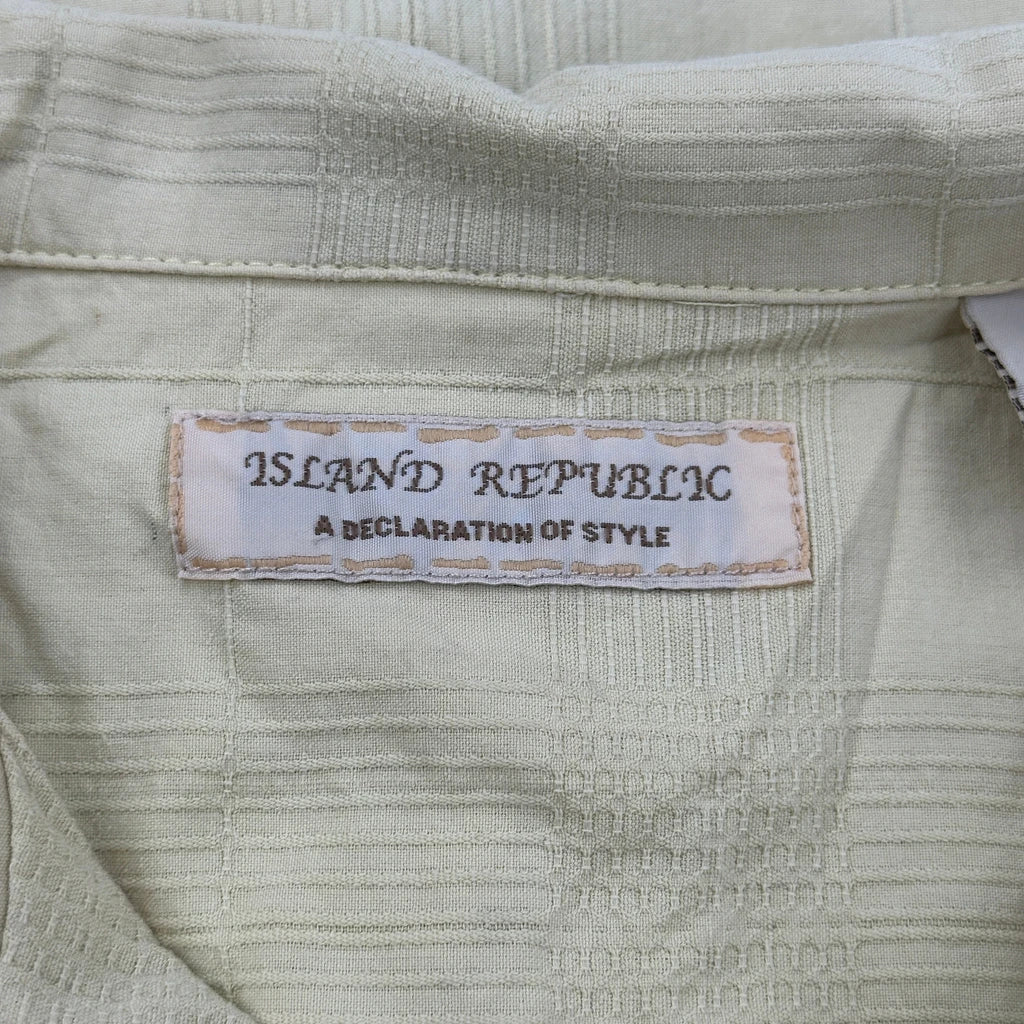 ISLAND REPUBLIC
A DECLARATION OF STYLE